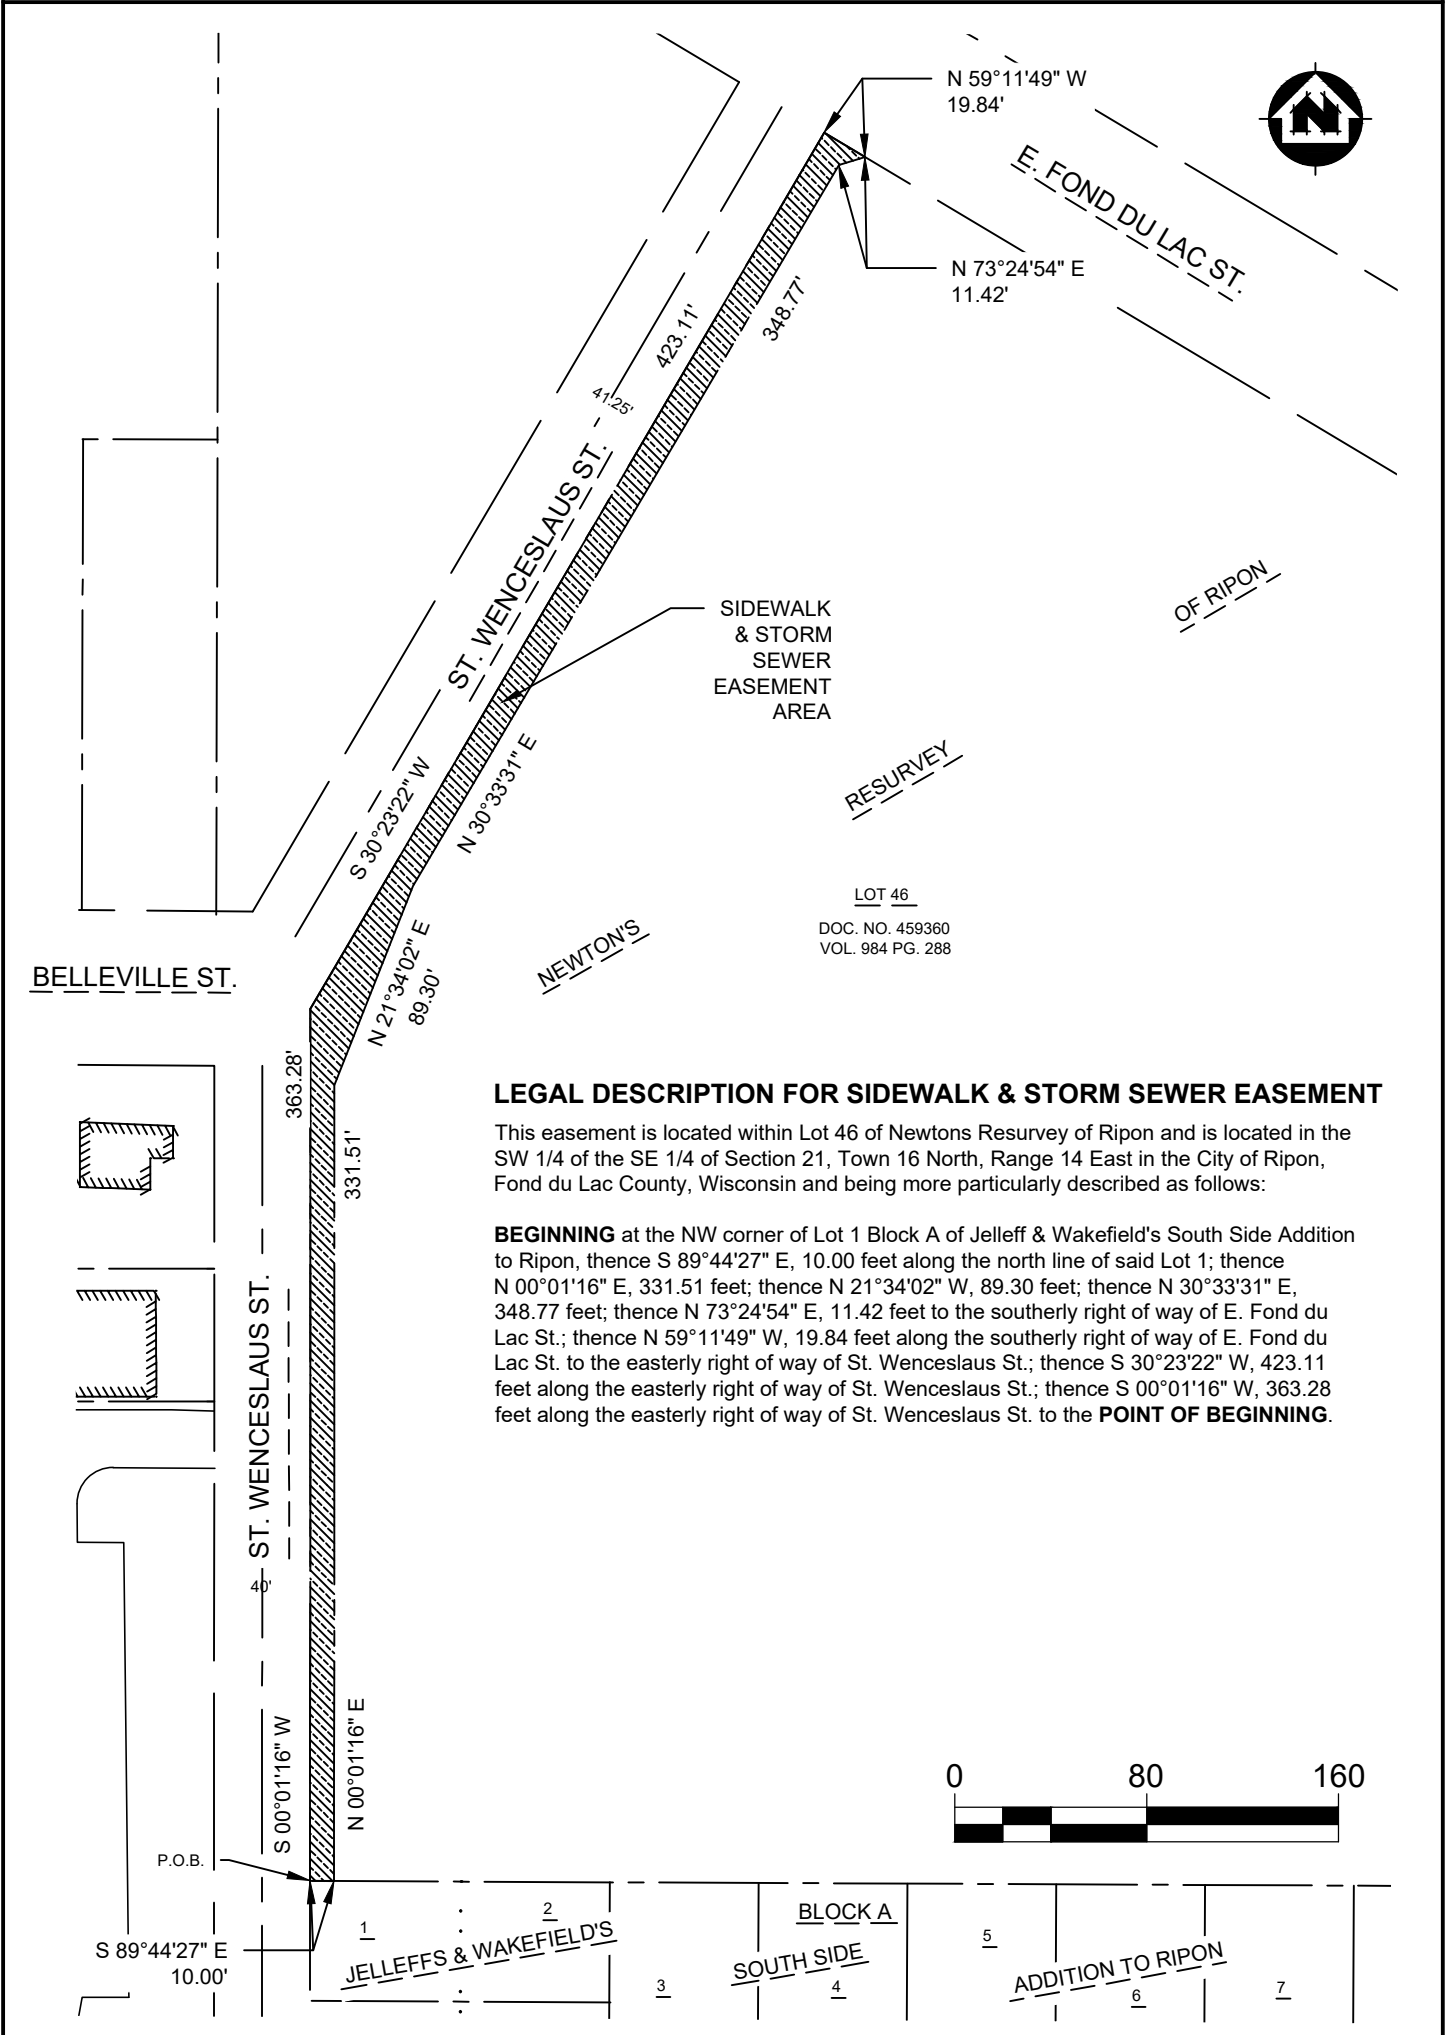 N 59°11'49" W
19.84'
N
E. FOND DU LAC ST.
N 73°24'54" E
11.42'
348.77'
423.11'
41.25'
ST. WENCESLAUS ST.
OF RIPON
SIDEWALK
& STORM
SEWER
EASEMENT
AREA
RESURVEY
S 30°23'22" W
N 30°33'31" E
LOT 46
DOC. NO. 459360
VOL. 984 PG. 288
NEWTON'S
N 21°34'02" E
89.30'
BELLEVILLE ST.
363.28'
331.51'
LEGAL DESCRIPTION FOR SIDEWALK & STORM SEWER EASEMENT
This easement is located within Lot 46 of Newtons Resurvey of Ripon and is located in the
SW 1/4 of the SE 1/4 of Section 21, Town 16 North, Range 14 East in the City of Ripon,
Fond du Lac County, Wisconsin and being more particularly described as follows:
BEGINNING at the NW corner of Lot 1 Block A of Jelleff & Wakefield's South Side Addition
to Ripon, thence S 89°44'27" E, 10.00 feet along the north line of said Lot 1; thence
N 00°01'16" E, 331.51 feet; thence N 21°34'02" W, 89.30 feet; thence N 30°33'31" E,
348.77 feet; thence N 73°24'54" E, 11.42 feet to the southerly right of way of E. Fond du
Lac St.; thence N 59°11'49" W, 19.84 feet along the southerly right of way of E. Fond du
Lac St. to the easterly right of way of St. Wenceslaus St.; thence S 30°23'22" W, 423.11
feet along the easterly right of way of St. Wenceslaus St.; thence S 00°01'16" W, 363.28
feet along the easterly right of way of St. Wenceslaus St. to the POINT OF BEGINNING.
ST. WENCESLAUS ST.
40'
S 00°01'16" W
N 00°01'16" E
0 80 160
P.O.B.
S 89°44'27" E
10.00'
1
2
BLOCK A
5
JELLEFFS & WAKEFIELD'S
SOUTH SIDE
ADDITION TO RIPON
3
4
6
7